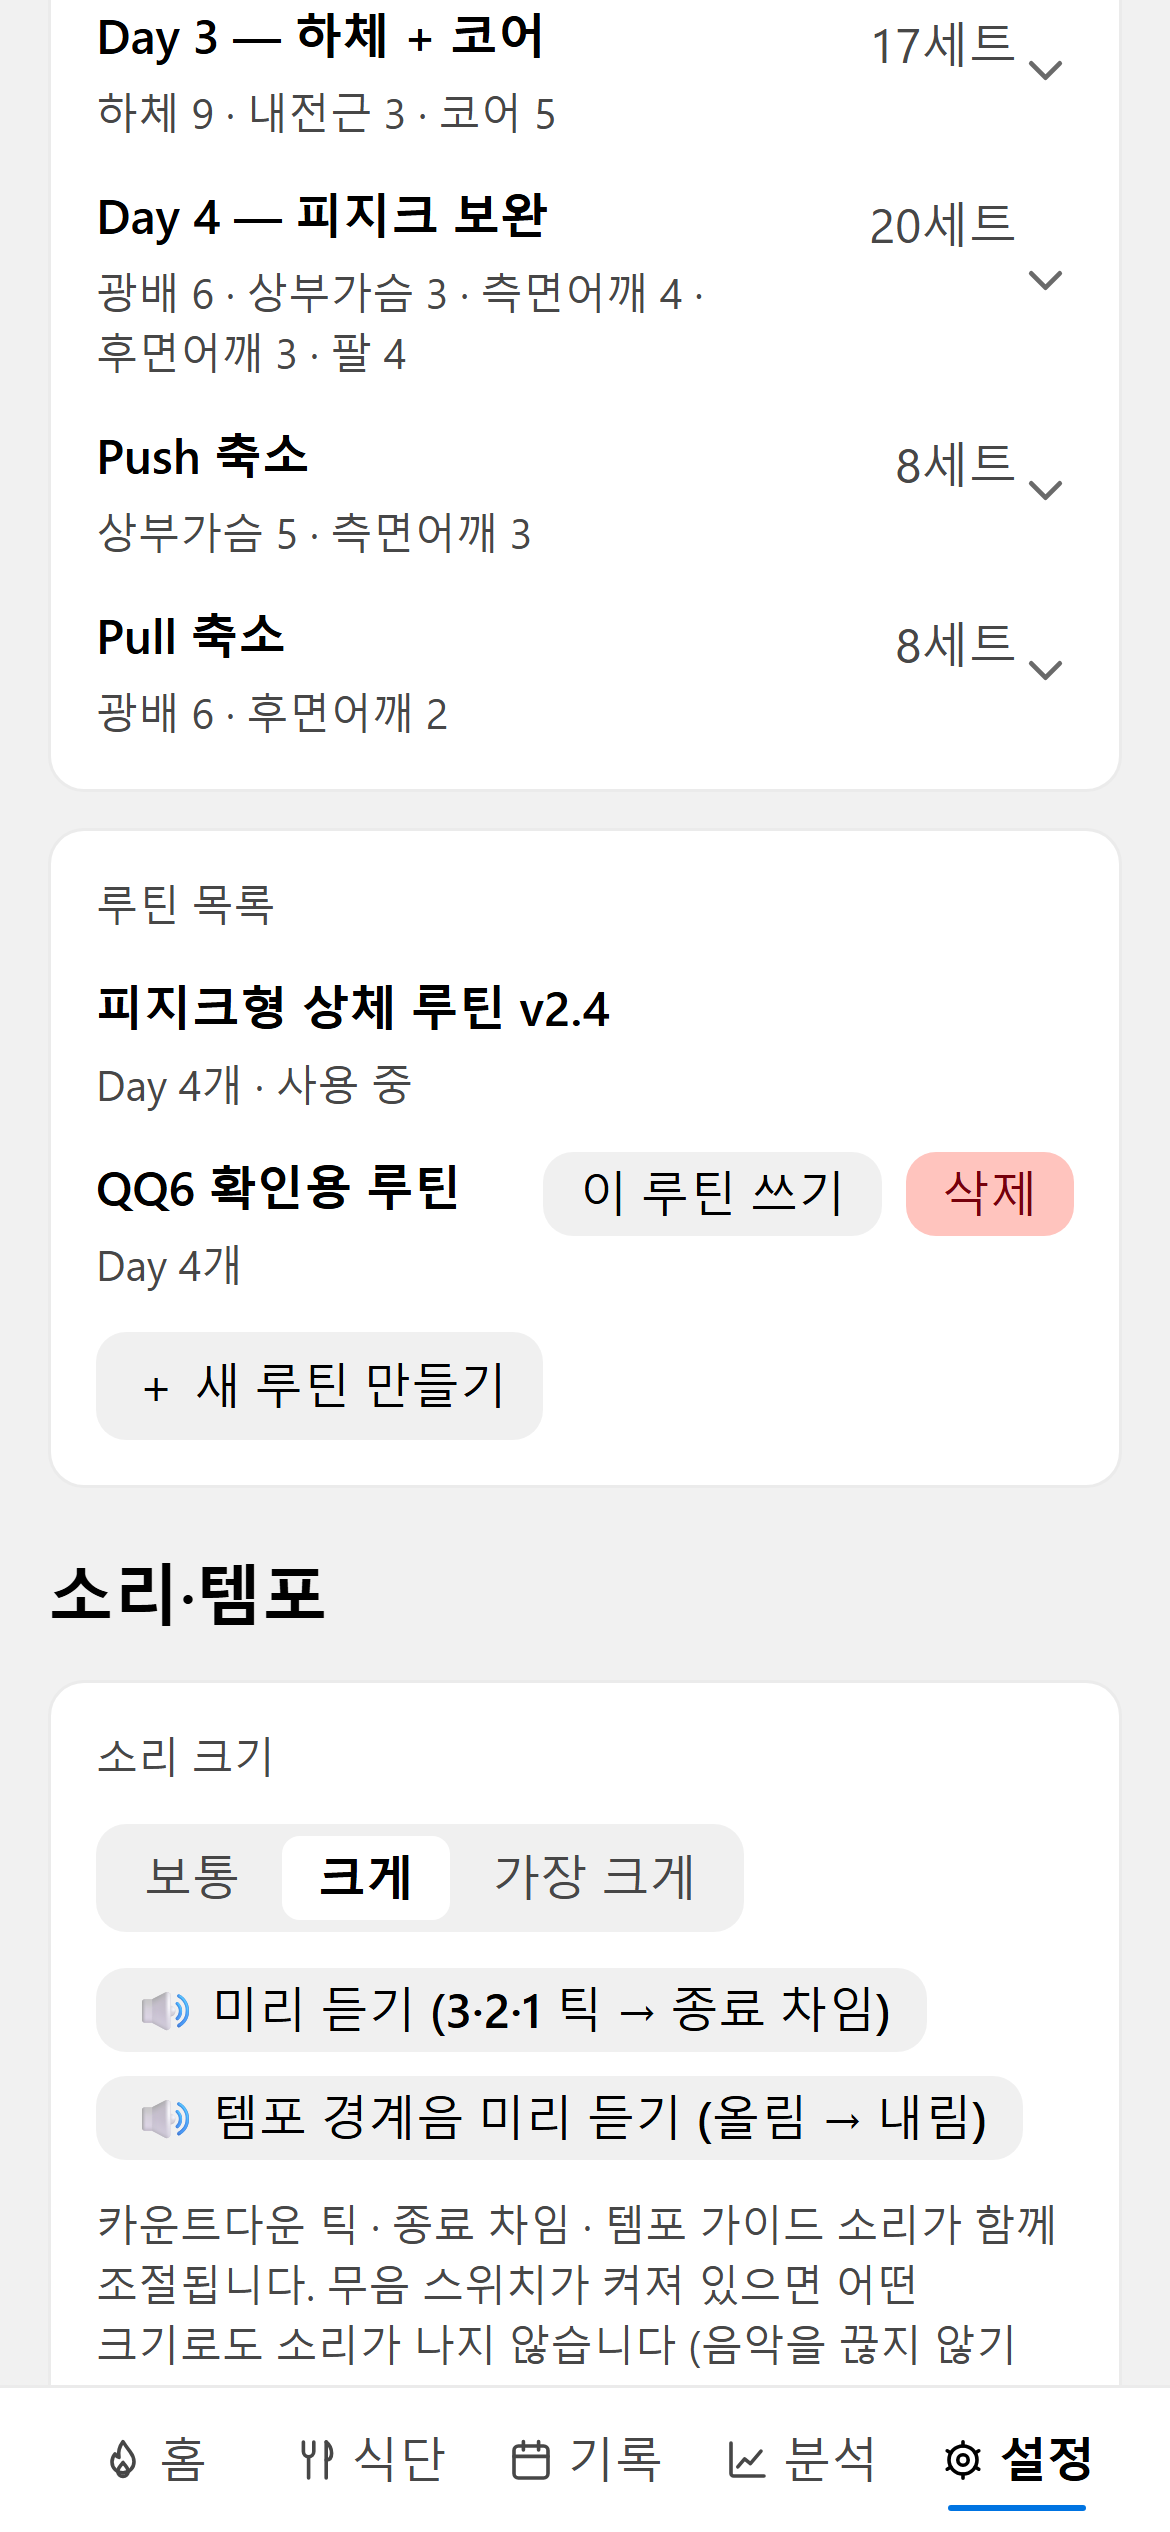 Day 3 — 하체 + 코어
17세트
하체 9 · 내전근 3 · 코어 5
Day 4 — 피지크 보완
20세트
광배 6 · 상부가슴 3 · 측면어깨 4 ·
후면어깨 3 · 팔 4
Push 축소
8세트
상부가슴 5 · 측면어깨 3
Pull 축소
8세트
광배 6 · 후면어깨 2
루틴 목록
피지크형 상체 루틴 v2.4
Day 4개 · 사용 중
QQ6 확인용 루틴
이 루틴 쓰기
삭제
Day 4개
+ 새 루틴 만들기
소리·템포
소리 크기
보통 크게 가장 크게
🔊 미리 듣기 (3·2·1 틱 → 종료 차임)
🔊 템포 경계음 미리 듣기 (올림 → 내림)
카운트다운 틱 · 종료 차임 · 템포 가이드 소리가 함께
조절됩니다. 무음 스위치가 켜져 있으면 어떤
크기로도 소리가 나지 않습니다 (음악을 끊지 않기
홈 식단 기록 분석 설정